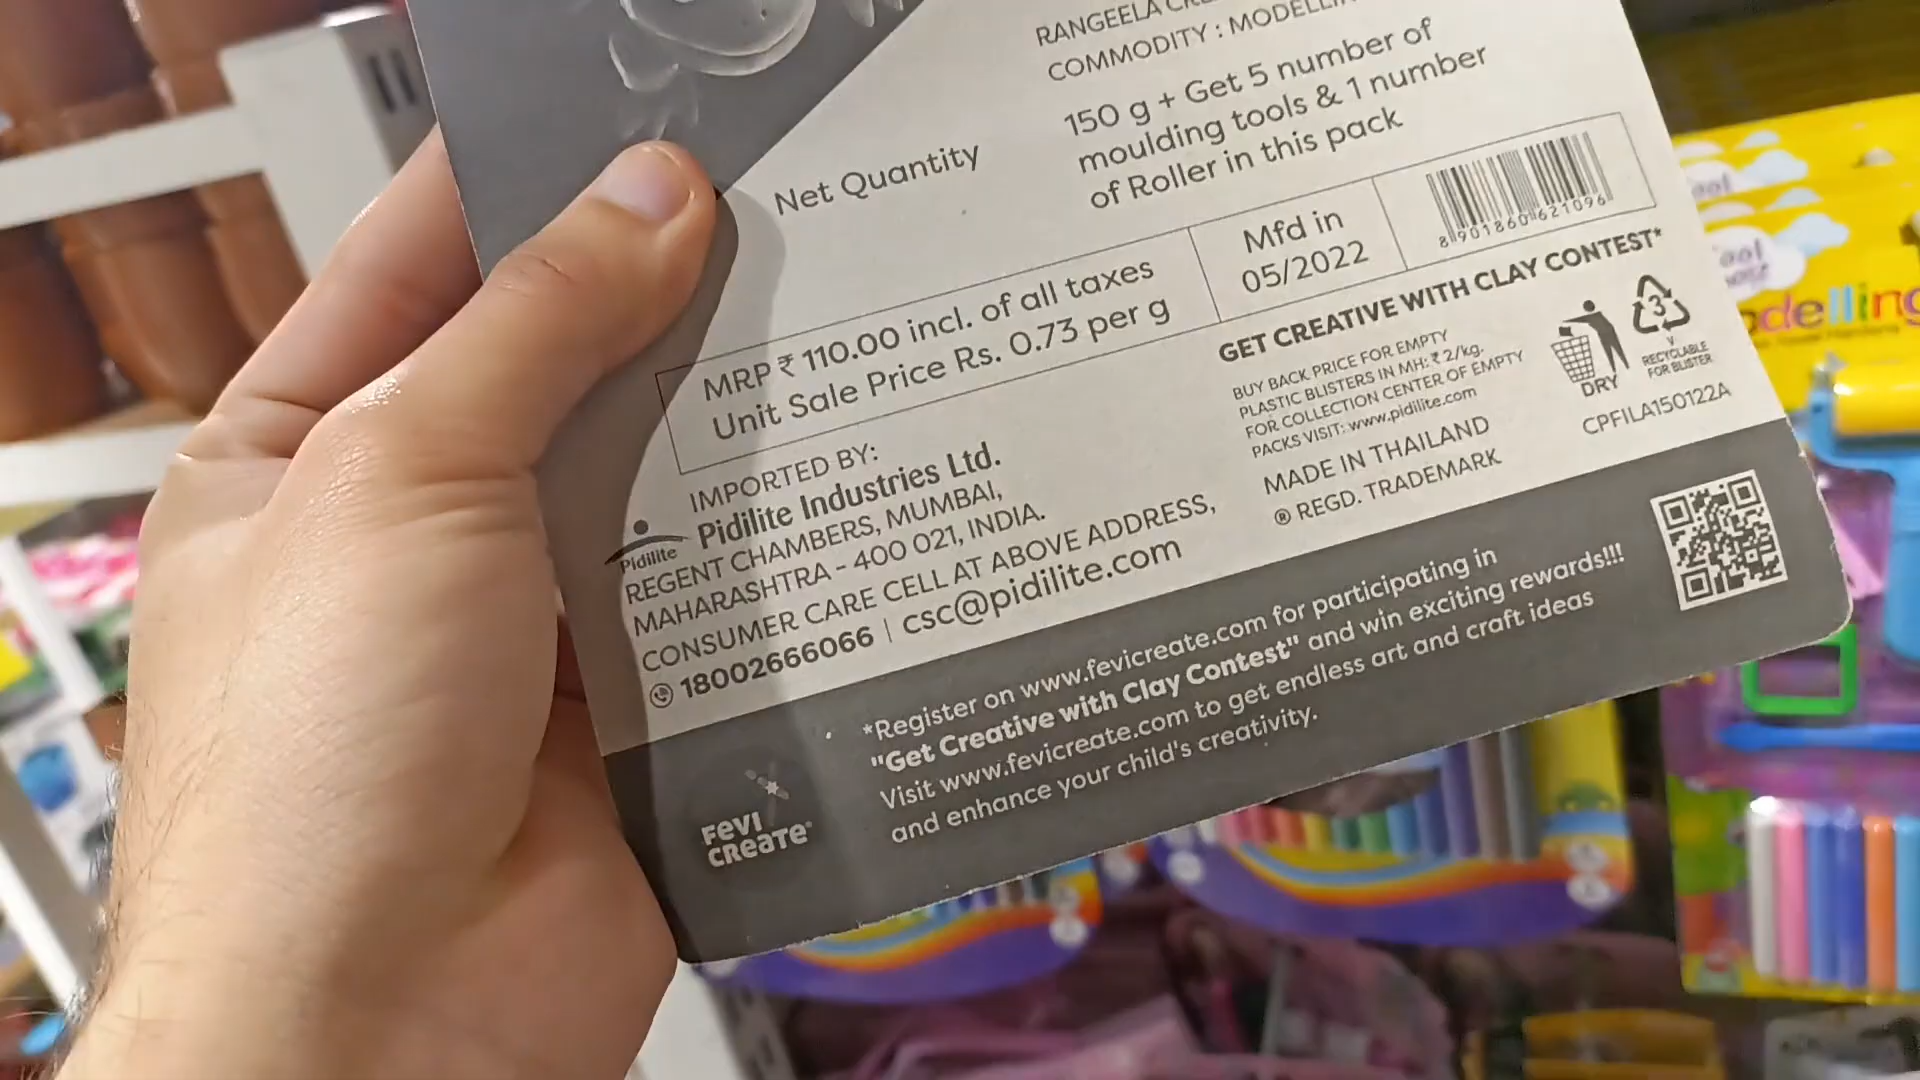 RANGEELA
COMMODITY :
Net Quantity
150 g + Get 5 number of
moulding tools & 1 number
of Roller in this pack
MRP ₹ 110.00 incl. of all taxes
Unit Sale Price Rs. 0.73 per g
Mfd in
05/2022
8 901860 621096
IMPORTED BY:
Pidilite Industries Ltd.
Pidilite
REGENT CHAMBERS, MUMBAI,
MAHARASHTRA - 400 021, INDIA.
CONSUMER CARE CELL AT ABOVE ADDRESS,
18002666066 | csc@pidilite.com
GET CREATIVE WITH CLAY CONTEST*
BUY BACK PRICE FOR EMPTY
PLASTIC BLISTERS IN MH: ₹ 2/kg.
FOR COLLECTION CENTER OF EMPTY
PACKS VISIT: www.pidilite.com
MADE IN THAILAND
® REGD. TRADEMARK
DRY
3
V
RECYCLABLE
FOR BLISTER
CPFILA150122A
*Register on www.fevicreate.com for participating in
"Get Creative with Clay Contest" and win exciting rewards!!!
Visit www.fevicreate.com to get endless art and craft ideas
and enhance your child's creativity.
FEVI
CREATE®